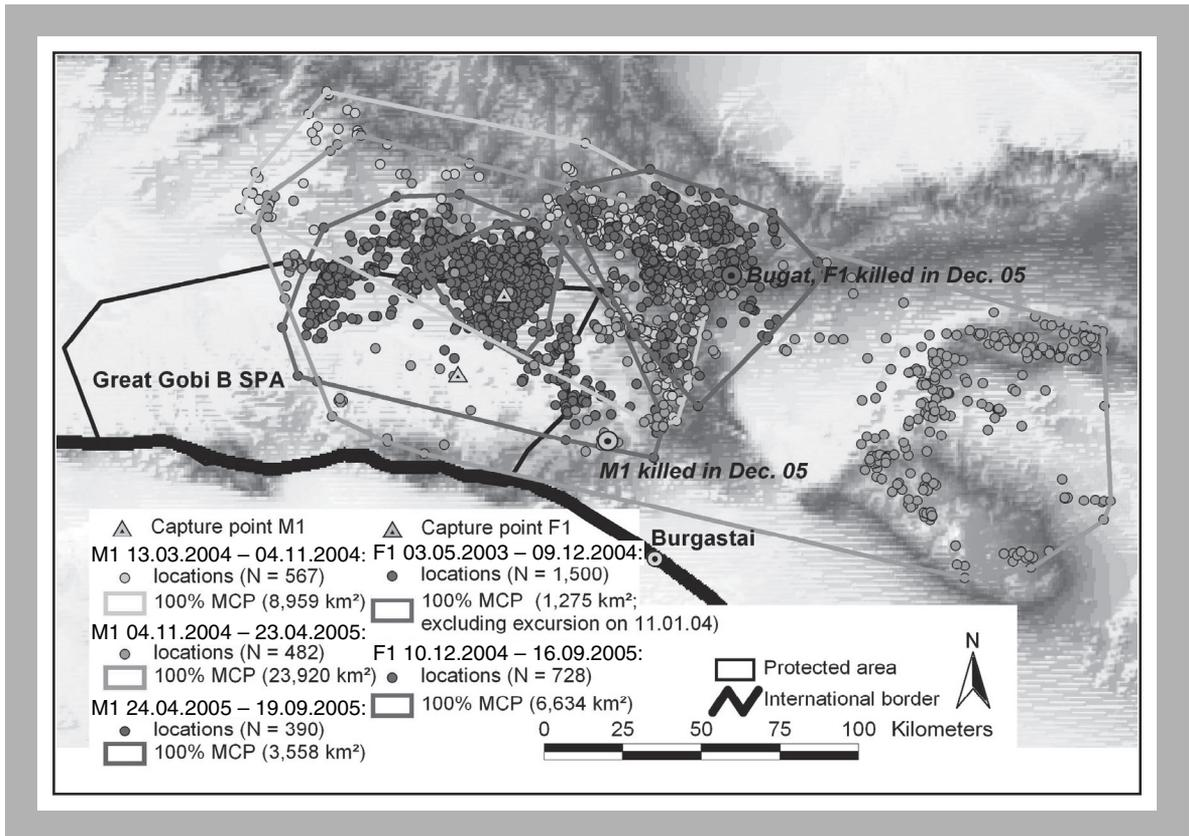 Bugat, F1 killed in Dec. 05
Great Gobi B SPA
M1 killed in Dec. 05
Burgastai
Capture point M1
M1 13.03.2004 – 04.11.2004:
locations (N = 567)
100% MCP (8,959 km²)
M1 04.11.2004 – 23.04.2005:
locations (N = 482)
100% MCP (23,920 km²)
M1 24.04.2005 – 19.09.2005:
locations (N = 390)
100% MCP (3,558 km²)
Capture point F1
F1 03.05.2003 – 09.12.2004:
locations (N = 1,500)
100% MCP (1,275 km²;
excluding excursion on 11.01.04)
F1 10.12.2004 – 16.09.2005:
locations (N = 728)
100% MCP (6,634 km²)
Protected area
International border
N
0 25 50 75 100 Kilometers